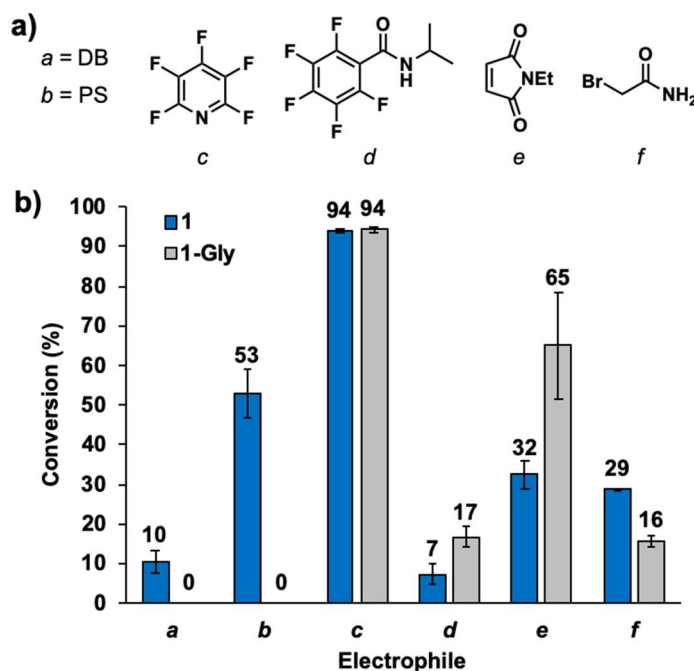 a)
a = DB
b = PS
F
F F
F N F
c
F O
F N
H
F F
F
d
O
N-Et
O
e
O
Br NH2
f
b)
Conversion (%)
100
90
80
70
60
50
40
30
20
10
0
1
1-Gly
10
0
53
0
94 94
7
17
32
65
29
16
a b c d e f
Electrophile